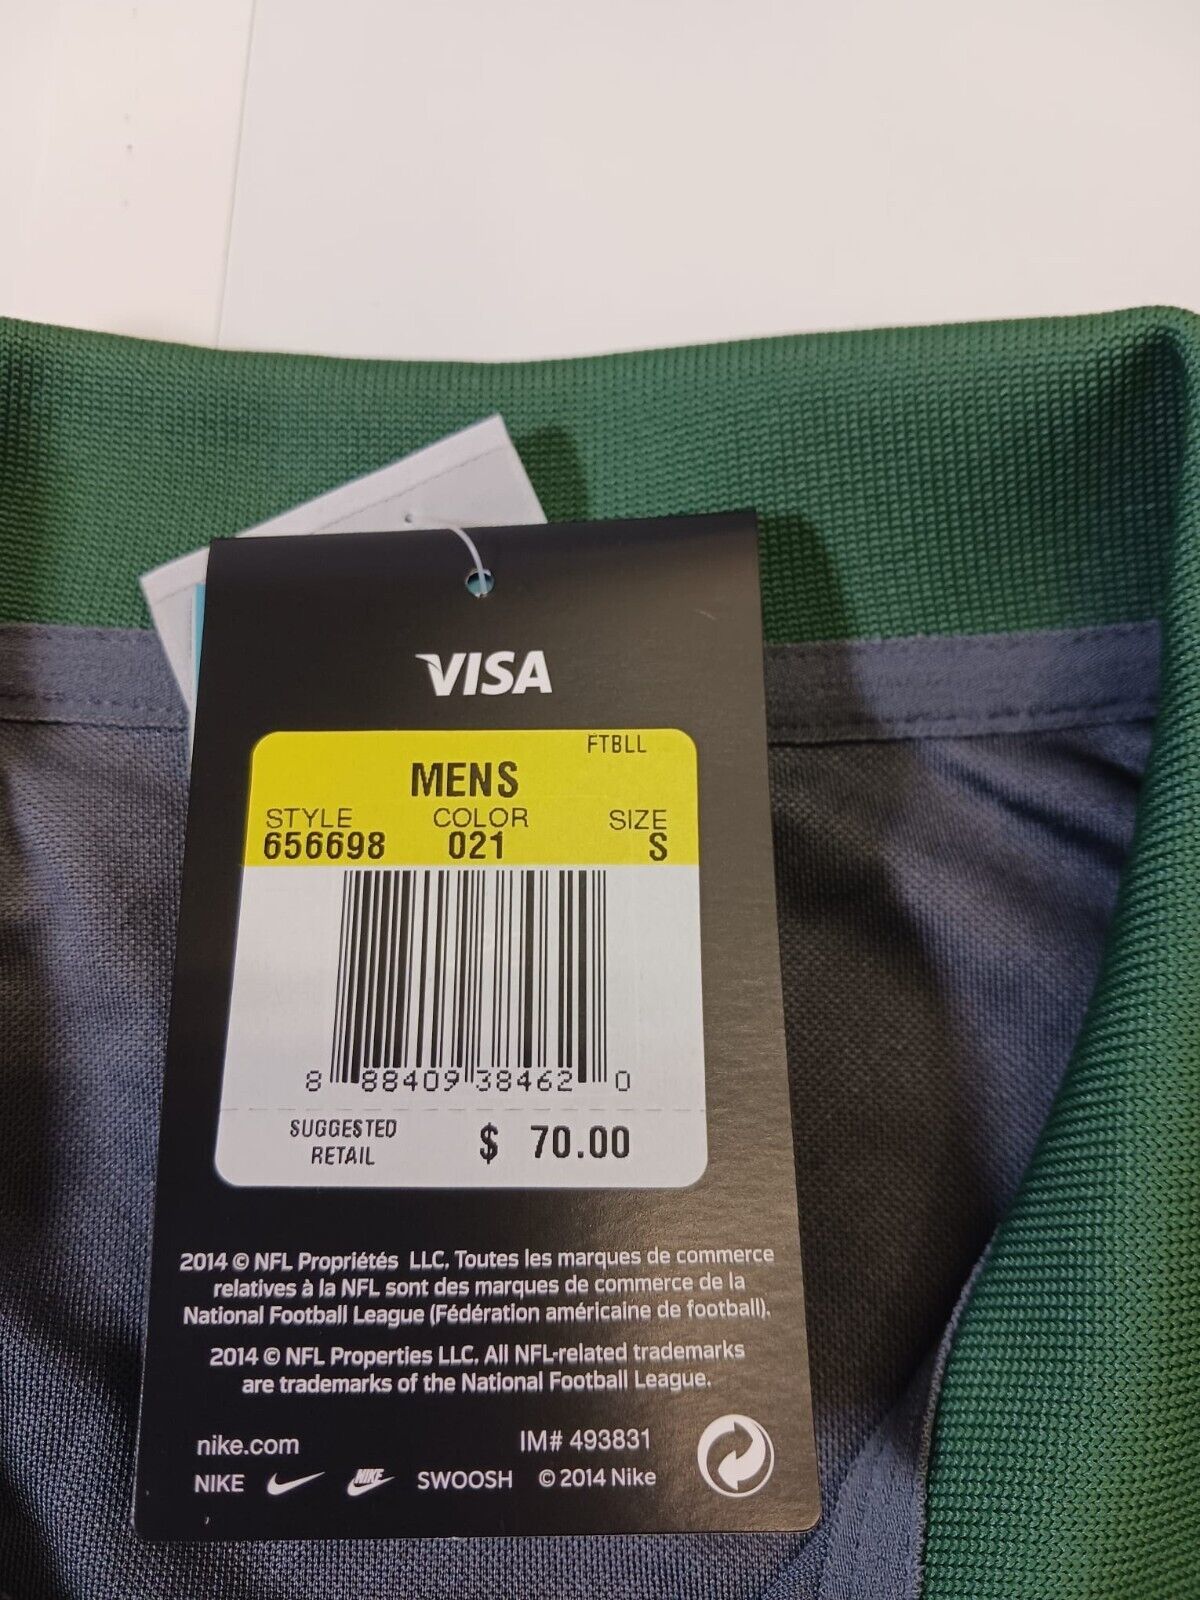 VISA
FTBLL
MENS
STYLE COLOR SIZE
656698 021 S
8 88409 38462 0
SUGGESTED
RETAIL
$ 70.00
2014 © NFL Propriétés LLC. Toutes les marques de commerce
relatives à la NFL sont des marques de commerce de la
National Football League (Fédération américaine de football).
2014 © NFL Properties LLC. All NFL-related trademarks
are trademarks of the National Football League.
nike.com IM# 493831
NIKE NIKE SWOOSH © 2014 Nike